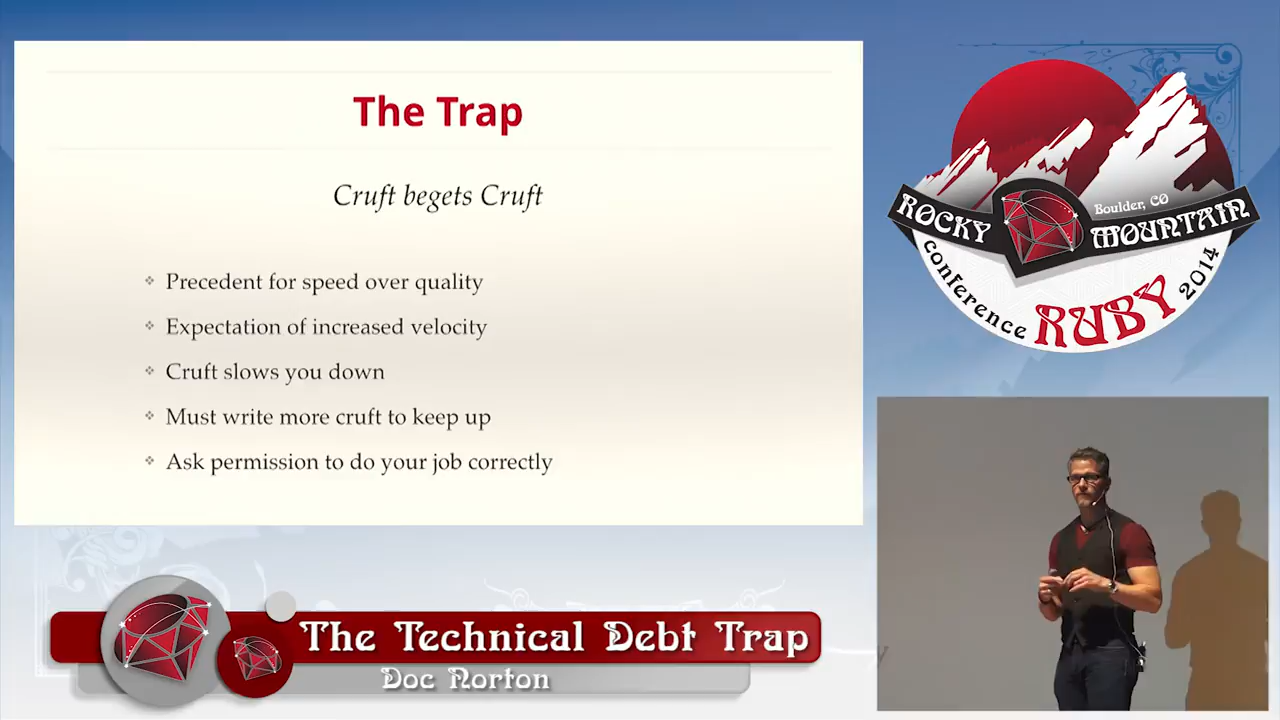 The Trap
Cruft begets Cruft
Precedent for speed over quality
Expectation of increased velocity
Cruft slows you down
Must write more cruft to keep up
Ask permission to do your job correctly
Boulder, CO
ROCKY MOUNTAIN
conference RUBY 2014
The Technical Debt Trap
Doc Norton